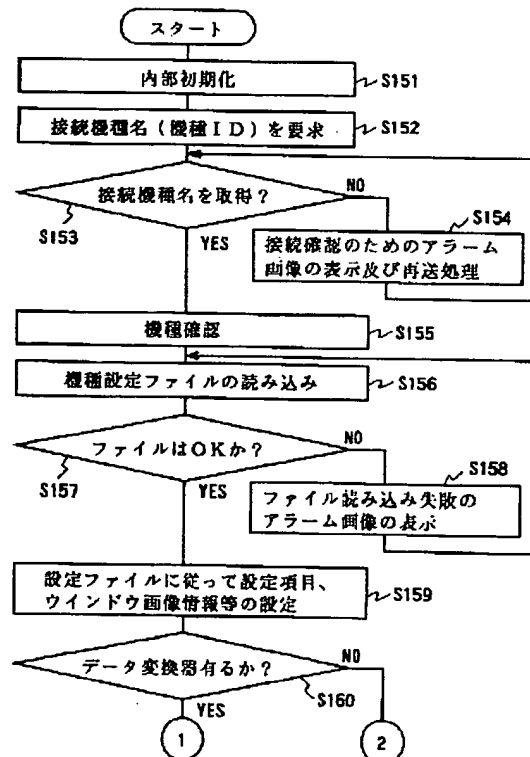 スタート
内部初期化
S151
接続機種名(機種ID)を要求
S152
接続機種名を取得?
NO
S153
YES
S154
接続確認のためのアラーム
画像の表示及び再送処理
機種確認
S155
機種設定ファイルの読み込み
S156
ファイルはOKか?
NO
S157
YES
S158
ファイル読み込み失敗の
アラーム画像の表示
設定ファイルに従って設定項目、
ウインドウ画像情報等の設定
S159
データ変換器有るか?
NO
S160
YES
1
2